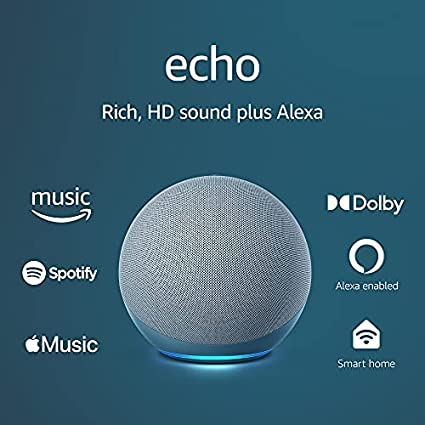 echo
Rich, HD sound plus Alexa
music
Spotify
Music
Dolby
Alexa enabled
Smart home